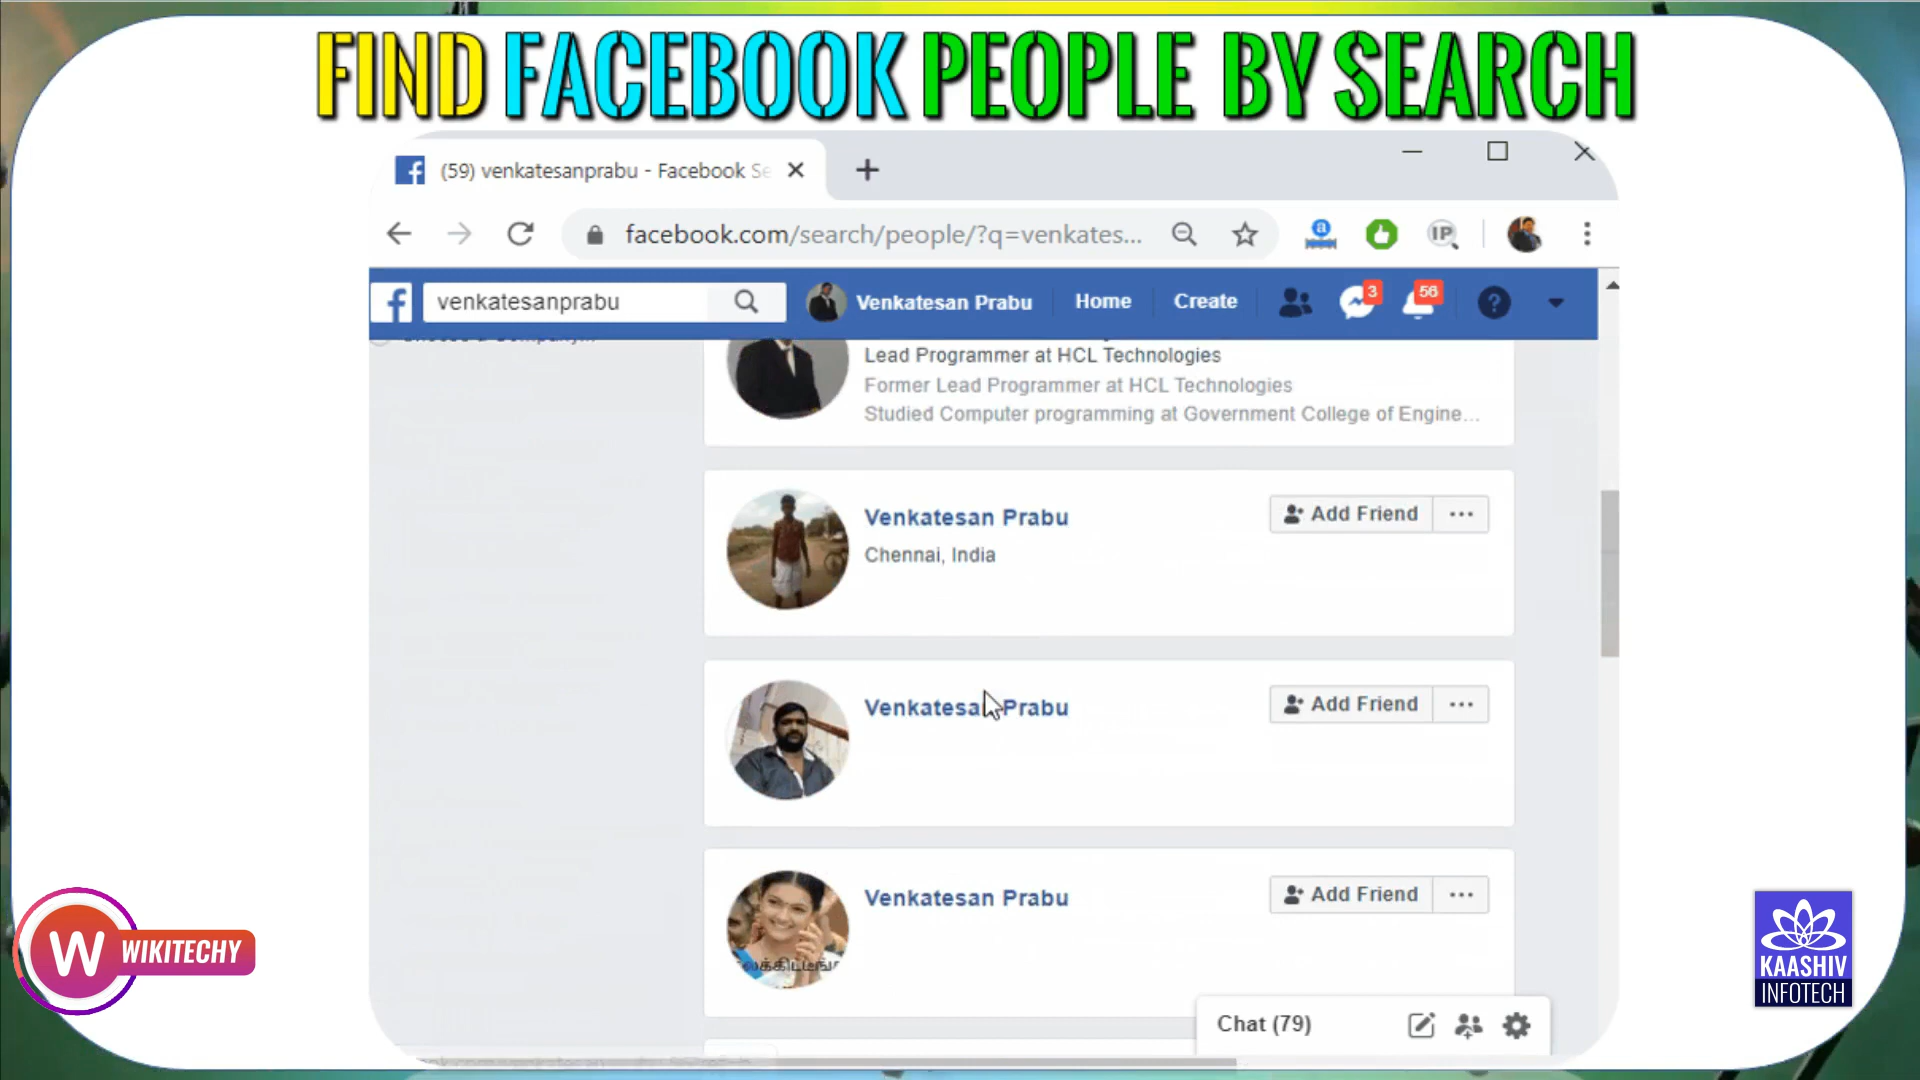 FIND FACEBOOK PEOPLE BY SEARCH
(59) venkatesanprabu - Facebook Se
facebook.com/search/people/?q=venkates...
a
IP
f
venkatesanprabu
Venkatesan Prabu
Home
Create
3
56
?
Lead Programmer at HCL Technologies
Former Lead Programmer at HCL Technologies
Studied Computer programming at Government College of Engine...
Venkatesan Prabu
Add Friend
Chennai, India
Venkatesan Prabu
Add Friend
Venkatesan Prabu
Add Friend
W WIKITECHY
KAASHIV
INFOTECH
Chat (79)